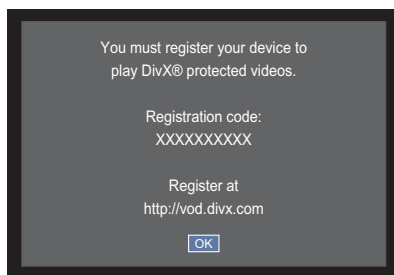 You must register your device to
play DivX® protected videos.
Registration code:
XXXXXXXXXX
Register at
http://vod.divx.com
OK